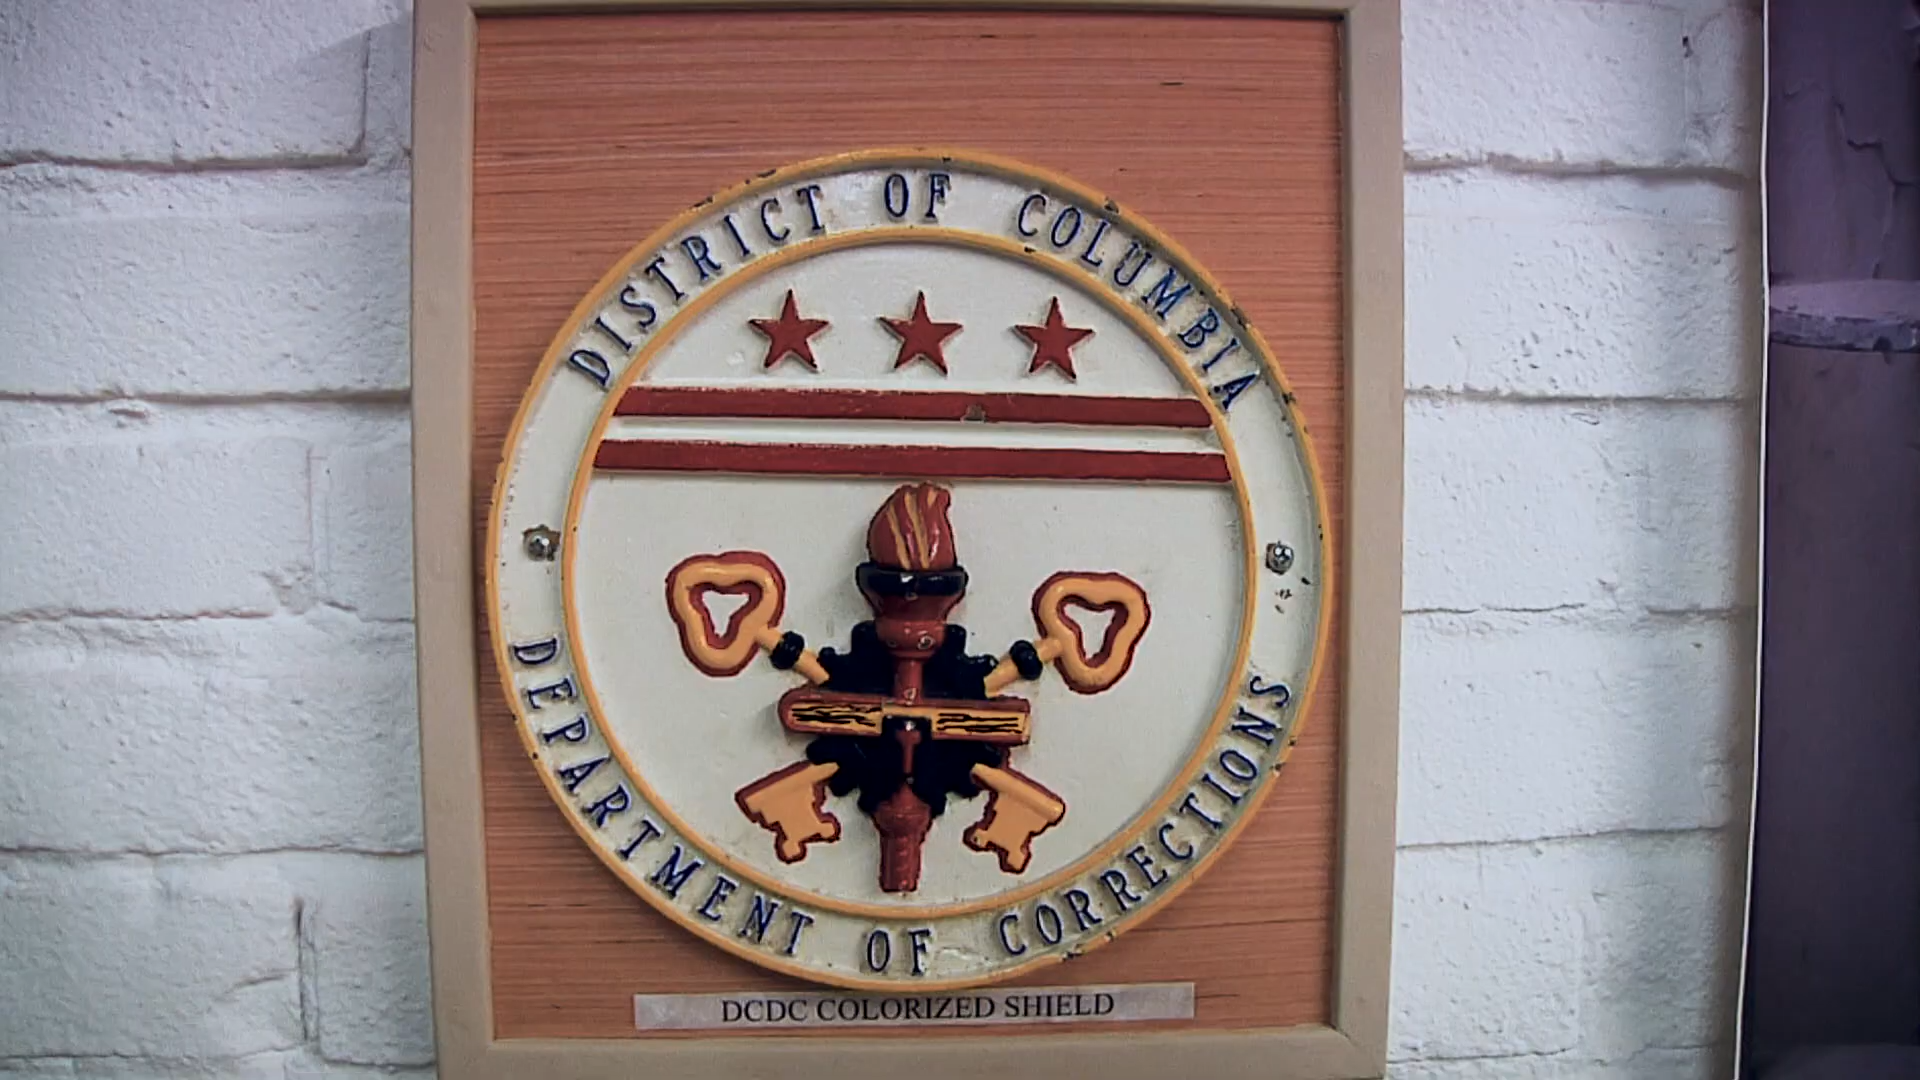 DISTRICT OF COLUMBIA
DEPARTMENT OF CORRECTIONS
DCDC COLORIZED SHIELD